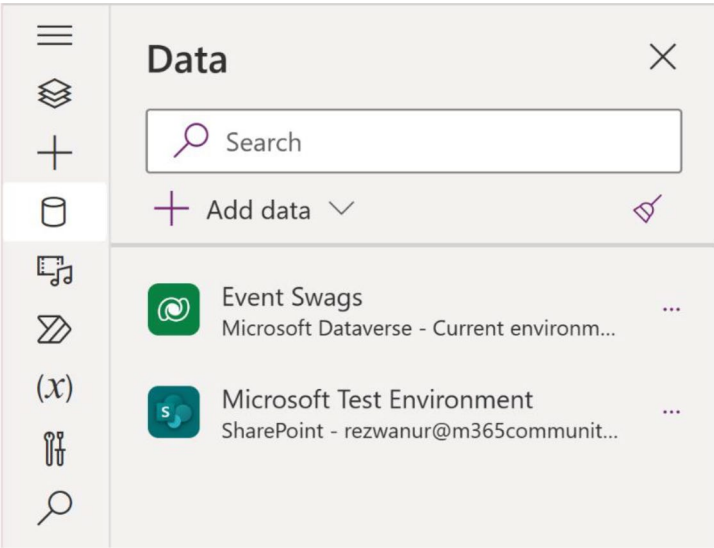 Data
Search
Add data
Event Swags
Microsoft Dataverse - Current environm...
Microsoft Test Environment
S
SharePoint - rezwanur@m365communit...
(x)